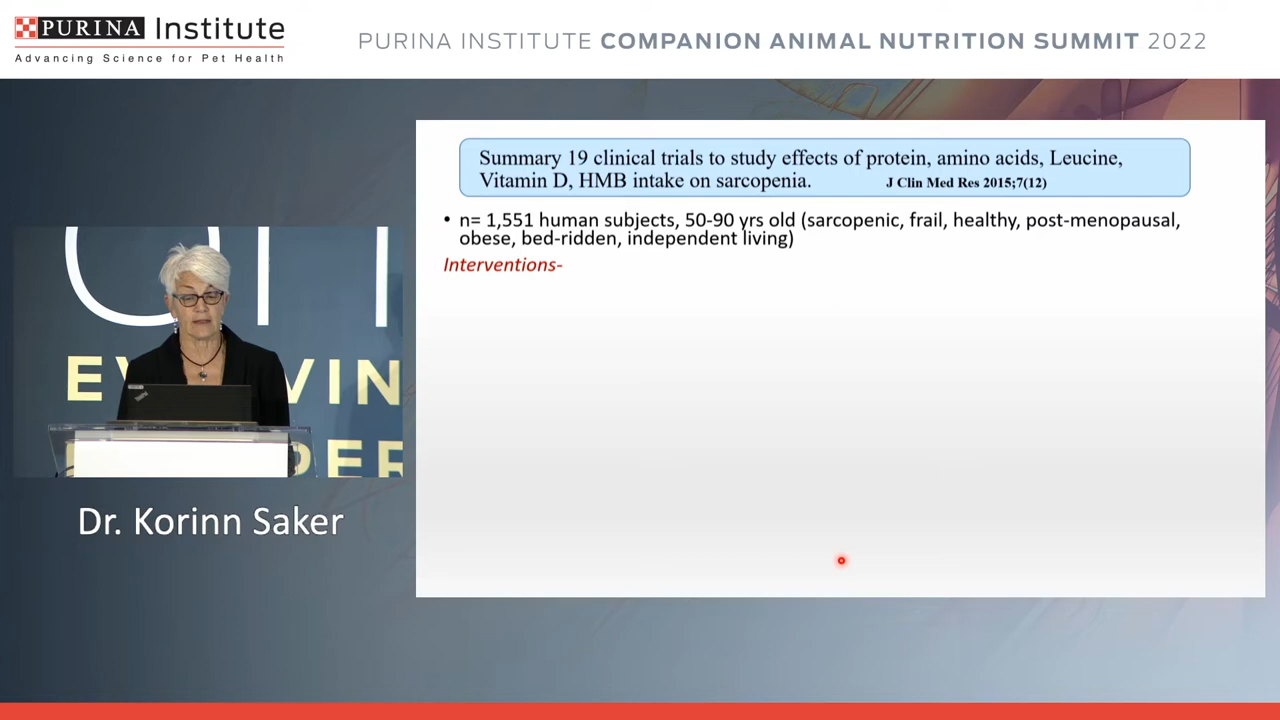 PURINA Institute
Advancing Science for Pet Health
PURINA INSTITUTE COMPANION ANIMAL NUTRITION SUMMIT 2022
Summary 19 clinical trials to study effects of protein, amino acids, Leucine,
Vitamin D, HMB intake on sarcopenia. J Clin Med Res 2015;7(12)
• n= 1,551 human subjects, 50-90 yrs old (sarcopenic, frail, healthy, post-menopausal,
obese, bed-ridden, independent living)
Interventions-
Dr. Korinn Saker